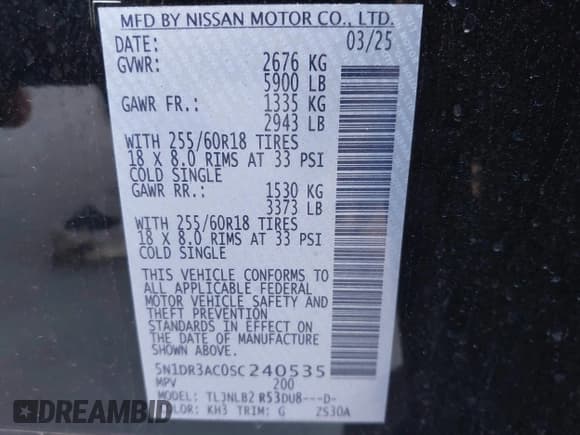 MFD BY NISSAN MOTOR CO., LTD.
DATE: 03/25
GVWR: 2676 KG
5900 LB
GAWR FR.: 1335 KG
2943 LB
WITH 255/60R18 TIRES
18 X 8.0 RIMS AT 33 PSI
COLD SINGLE
GAWR RR.: 1530 KG
3373 LB
WITH 255/60R18 TIRES
18 X 8.0 RIMS AT 33 PSI
COLD SINGLE
THIS VEHICLE CONFORMS TO
ALL APPLICABLE FEDERAL
MOTOR VEHICLE SAFETY AND
THEFT PREVENTION
STANDARDS IN EFFECT ON
THE DATE OF MANUFACTURE
SHOWN ABOVE.
5N1DR3AC0SC240535
MPV 200
MODEL: TLJNLB2 R53DU8---D-
COLOR: KH3 TRIM: G ZS30A
DREAMBID